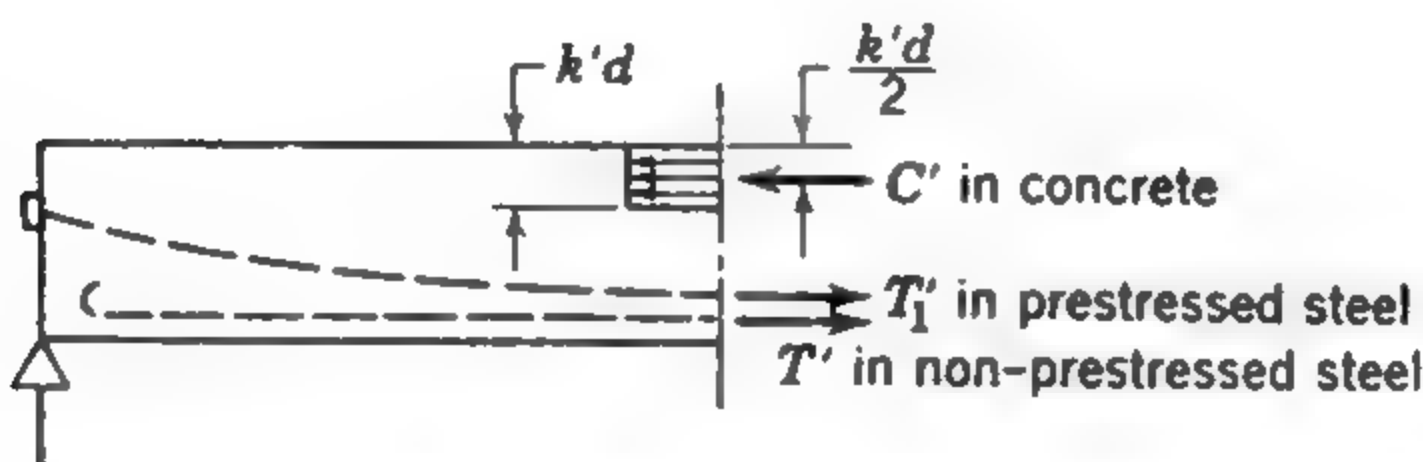 k'd
k'd
2
C' in concrete
T'₁ in prestressed steel
T' in non-prestressed steel